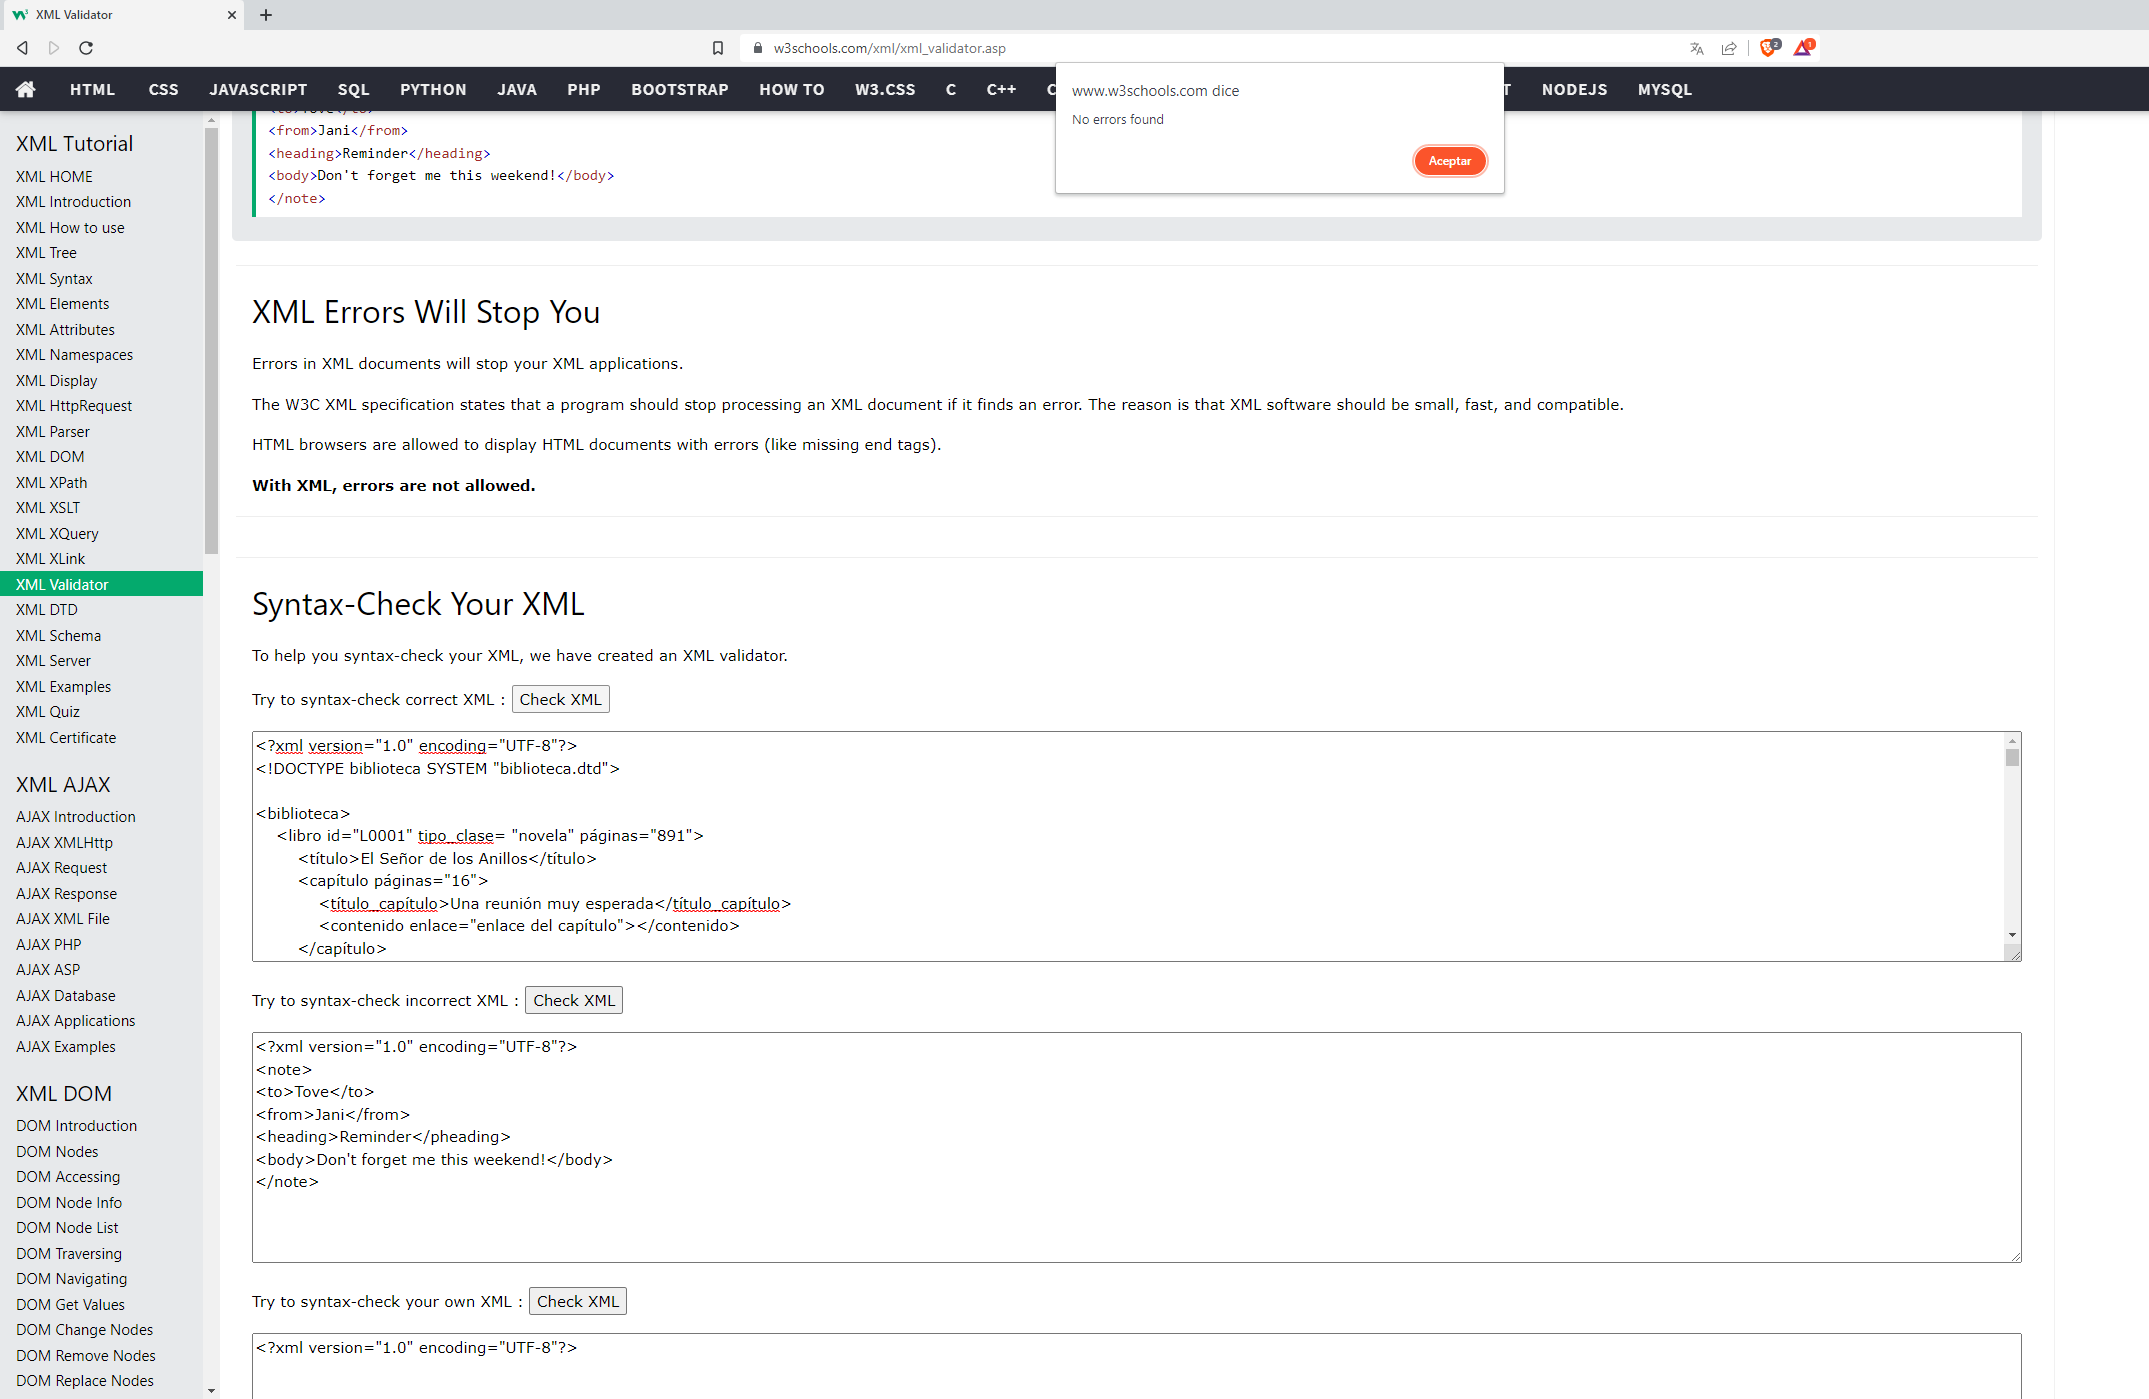 XML Validator
w3schools.com/xml/xml_validator.asp
2
1
HTML CSS JAVASCRIPT SQL PYTHON JAVA PHP BOOTSTRAP HOW TO W3.CSS C C++ NODEJS MYSQL
www.w3schools.com dice
No errors found
Aceptar
XML Tutorial
XML HOME
XML Introduction
XML How to use
XML Tree
XML Syntax
XML Elements
XML Attributes
XML Namespaces
XML Display
XML HttpRequest
XML Parser
XML DOM
XML XPath
XML XSLT
XML XQuery
XML XLink
XML Validator
XML DTD
XML Schema
XML Server
XML Examples
XML Quiz
XML Certificate
XML AJAX
AJAX Introduction
AJAX XMLHttp
AJAX Request
AJAX Response
AJAX XML File
AJAX PHP
AJAX ASP
AJAX Database
AJAX Applications
AJAX Examples
XML DOM
DOM Introduction
DOM Nodes
DOM Accessing
DOM Node Info
DOM Node List
DOM Traversing
DOM Navigating
DOM Get Values
DOM Change Nodes
DOM Remove Nodes
DOM Replace Nodes
<to>Tove</to>
<from>Jani</from>
<heading>Reminder</heading>
<body>Don't forget me this weekend!</body>
</note>
XML Errors Will Stop You
Errors in XML documents will stop your XML applications.
The W3C XML specification states that a program should stop processing an XML document if it finds an error. The reason is that XML software should be small, fast, and compatible.
HTML browsers are allowed to display HTML documents with errors (like missing end tags).
With XML, errors are not allowed.
Syntax-Check Your XML
To help you syntax-check your XML, we have created an XML validator.
Try to syntax-check correct XML : Check XML
<?xml version="1.0" encoding="UTF-8"?>
<!DOCTYPE biblioteca SYSTEM "biblioteca.dtd">
<biblioteca>
<libro id="L0001" tipo_clase= "novela" páginas="891">
<título>El Señor de los Anillos</título>
<capítulo páginas="16">
<título_capítulo>Una reunión muy esperada</título_capítulo>
<contenido enlace="enlace del capítulo"></contenido>
</capítulo>
Try to syntax-check incorrect XML : Check XML
<?xml version="1.0" encoding="UTF-8"?>
<note>
<to>Tove</to>
<from>Jani</from>
<heading>Reminder</pheading>
<body>Don't forget me this weekend!</body>
</note>
Try to syntax-check your own XML : Check XML
<?xml version="1.0" encoding="UTF-8"?>